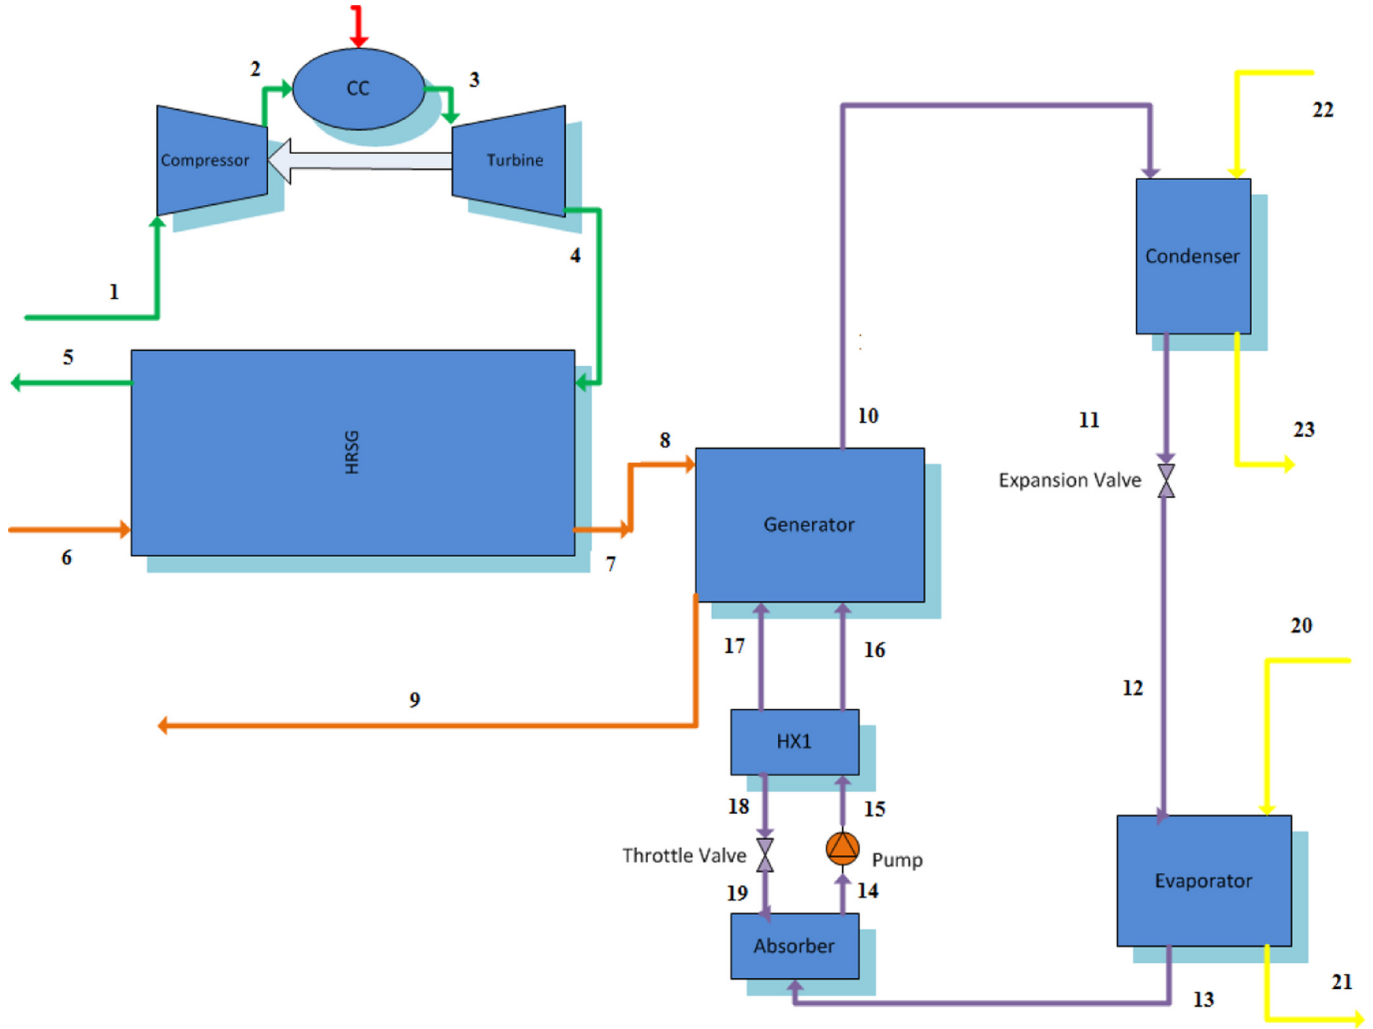 2
CC
3
22
Compressor
Turbine
4
Condenser
1
5
10
11
23
8
HRSG
Expansion Valve
Generator
6
7
20
17
16
12
9
HX1
18
15
Throttle Valve
Pump
19
14
Evaporator
Absorber
13
21